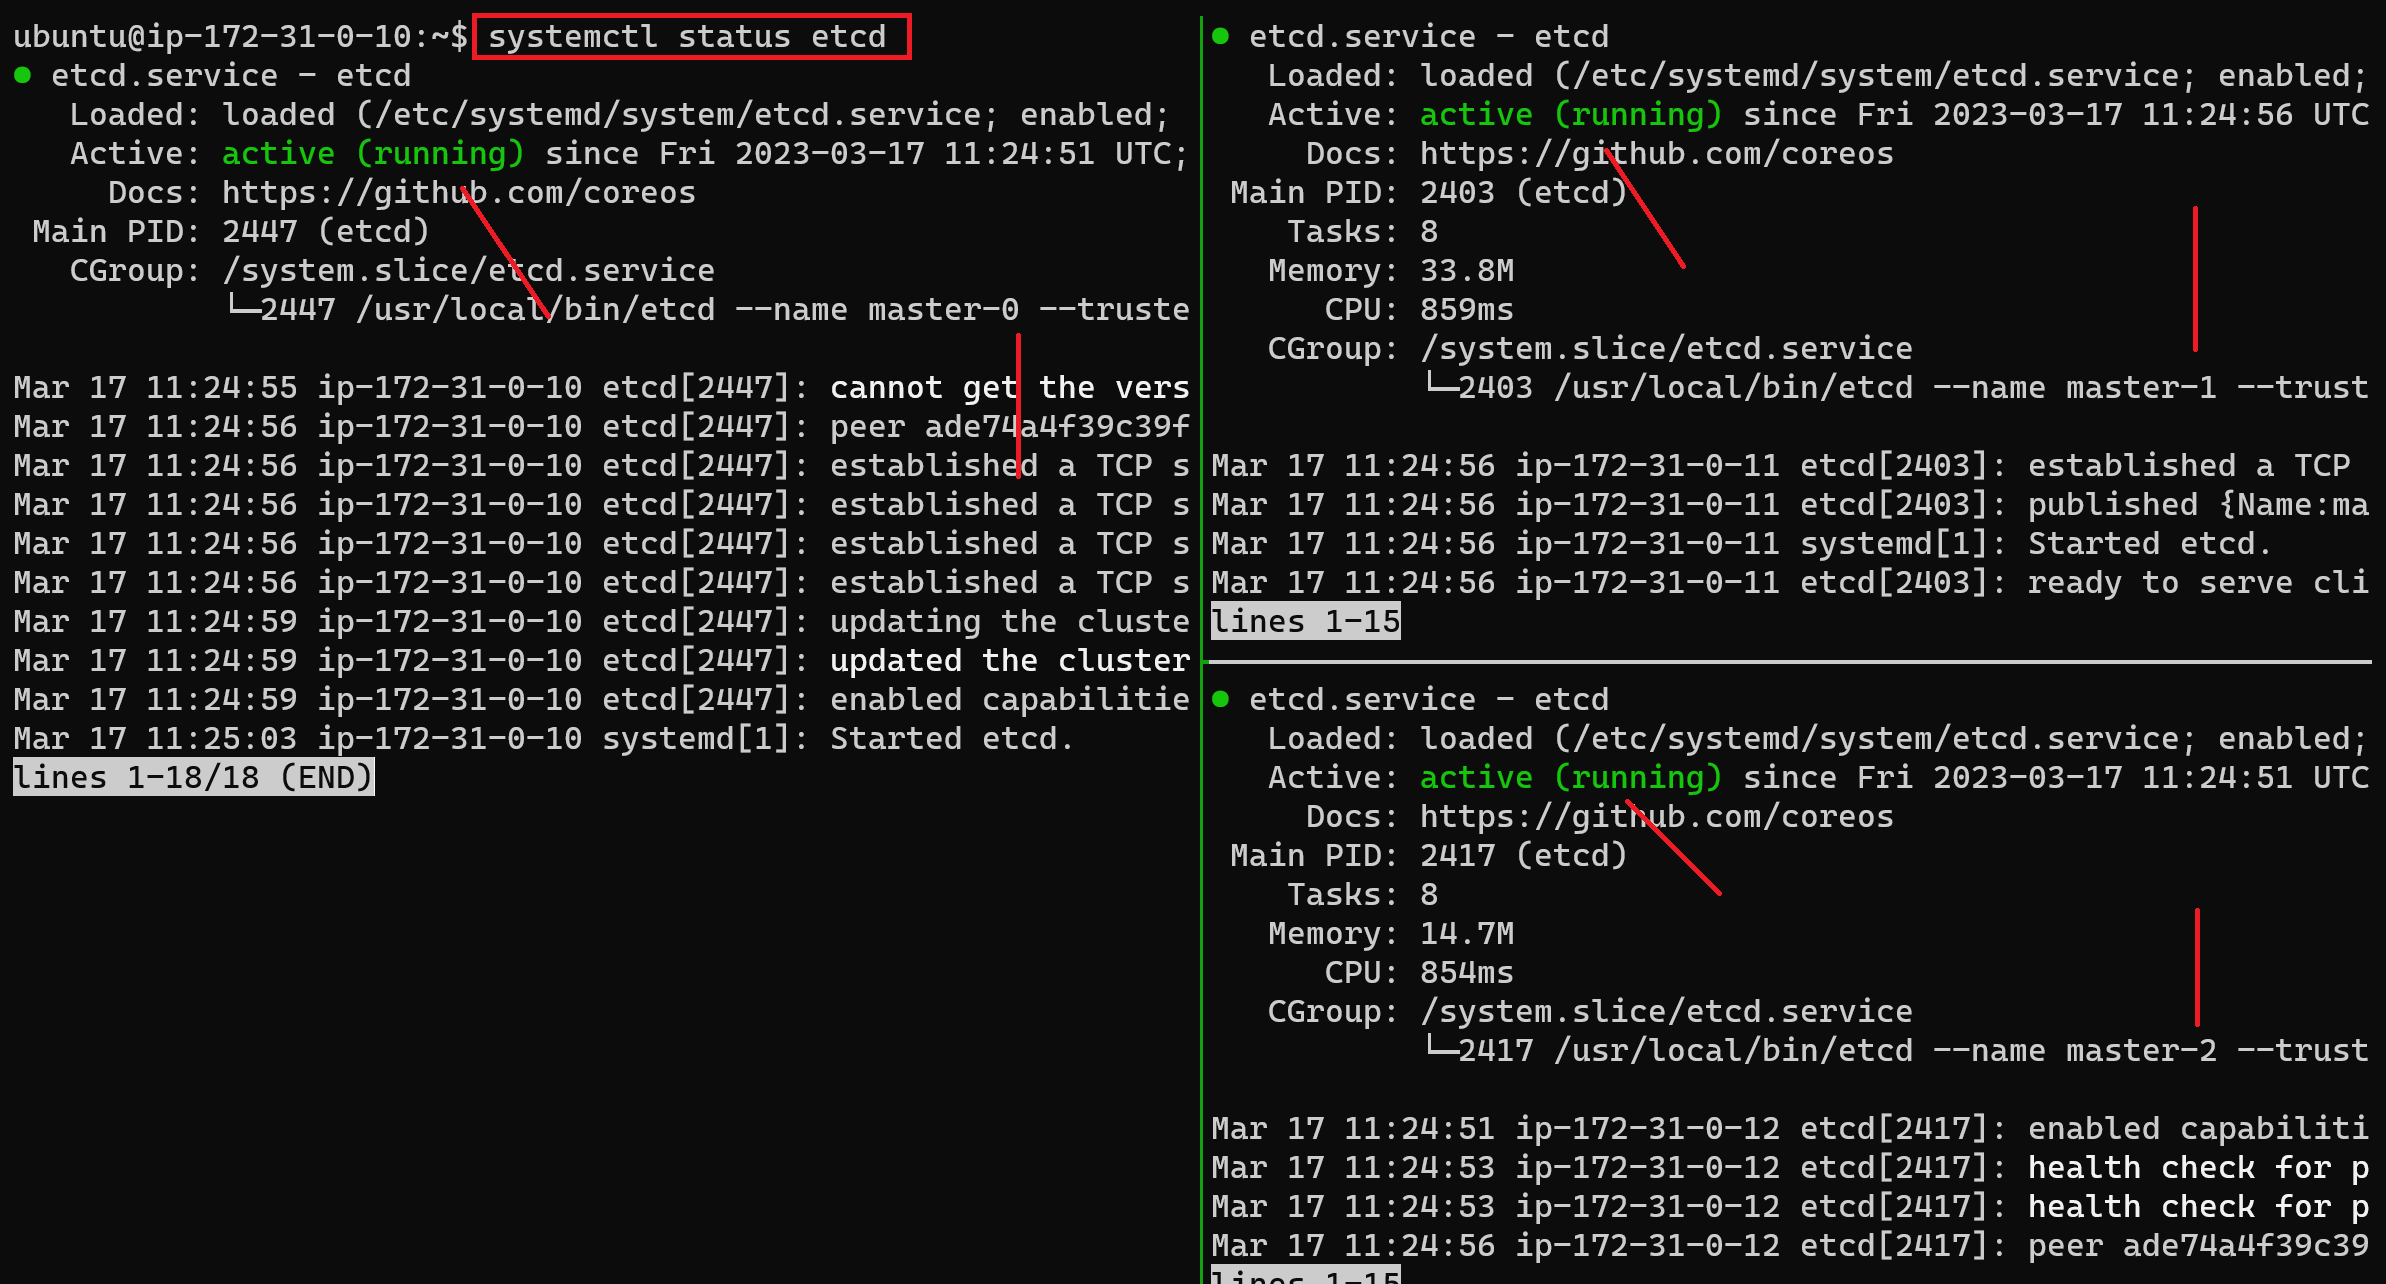 ubuntu@ip-172-31-0-10:~$ systemctl status etcd
● etcd.service - etcd
   Loaded: loaded (/etc/systemd/system/etcd.service; enabled;
   Active: active (running) since Fri 2023-03-17 11:24:51 UTC;
     Docs: https://github.com/coreos
 Main PID: 2447 (etcd)
   CGroup: /system.slice/etcd.service
           └─2447 /usr/local/bin/etcd --name master-0 --truste
Mar 17 11:24:55 ip-172-31-0-10 etcd[2447]: cannot get the vers
Mar 17 11:24:56 ip-172-31-0-10 etcd[2447]: peer ade74a4f39c39f
Mar 17 11:24:56 ip-172-31-0-10 etcd[2447]: established a TCP s
Mar 17 11:24:56 ip-172-31-0-10 etcd[2447]: established a TCP s
Mar 17 11:24:56 ip-172-31-0-10 etcd[2447]: established a TCP s
Mar 17 11:24:56 ip-172-31-0-10 etcd[2447]: established a TCP s
Mar 17 11:24:59 ip-172-31-0-10 etcd[2447]: updating the cluste
Mar 17 11:24:59 ip-172-31-0-10 etcd[2447]: updated the cluster
Mar 17 11:24:59 ip-172-31-0-10 etcd[2447]: enabled capabilitie
Mar 17 11:25:03 ip-172-31-0-10 systemd[1]: Started etcd.
lines 1-18/18 (END)
● etcd.service - etcd
   Loaded: loaded (/etc/systemd/system/etcd.service; enabled;
   Active: active (running) since Fri 2023-03-17 11:24:56 UTC
     Docs: https://github.com/coreos
 Main PID: 2403 (etcd)
    Tasks: 8
   Memory: 33.8M
      CPU: 859ms
   CGroup: /system.slice/etcd.service
           └─2403 /usr/local/bin/etcd --name master-1 --trust
Mar 17 11:24:56 ip-172-31-0-11 etcd[2403]: established a TCP
Mar 17 11:24:56 ip-172-31-0-11 etcd[2403]: published {Name:ma
Mar 17 11:24:56 ip-172-31-0-11 systemd[1]: Started etcd.
Mar 17 11:24:56 ip-172-31-0-11 etcd[2403]: ready to serve cli
lines 1-15
● etcd.service - etcd
   Loaded: loaded (/etc/systemd/system/etcd.service; enabled;
   Active: active (running) since Fri 2023-03-17 11:24:51 UTC
     Docs: https://github.com/coreos
 Main PID: 2417 (etcd)
    Tasks: 8
   Memory: 14.7M
      CPU: 854ms
   CGroup: /system.slice/etcd.service
           └─2417 /usr/local/bin/etcd --name master-2 --trust
Mar 17 11:24:51 ip-172-31-0-12 etcd[2417]: enabled capabiliti
Mar 17 11:24:53 ip-172-31-0-12 etcd[2417]: health check for p
Mar 17 11:24:53 ip-172-31-0-12 etcd[2417]: health check for p
Mar 17 11:24:56 ip-172-31-0-12 etcd[2417]: peer ade74a4f39c39
lines 1-15